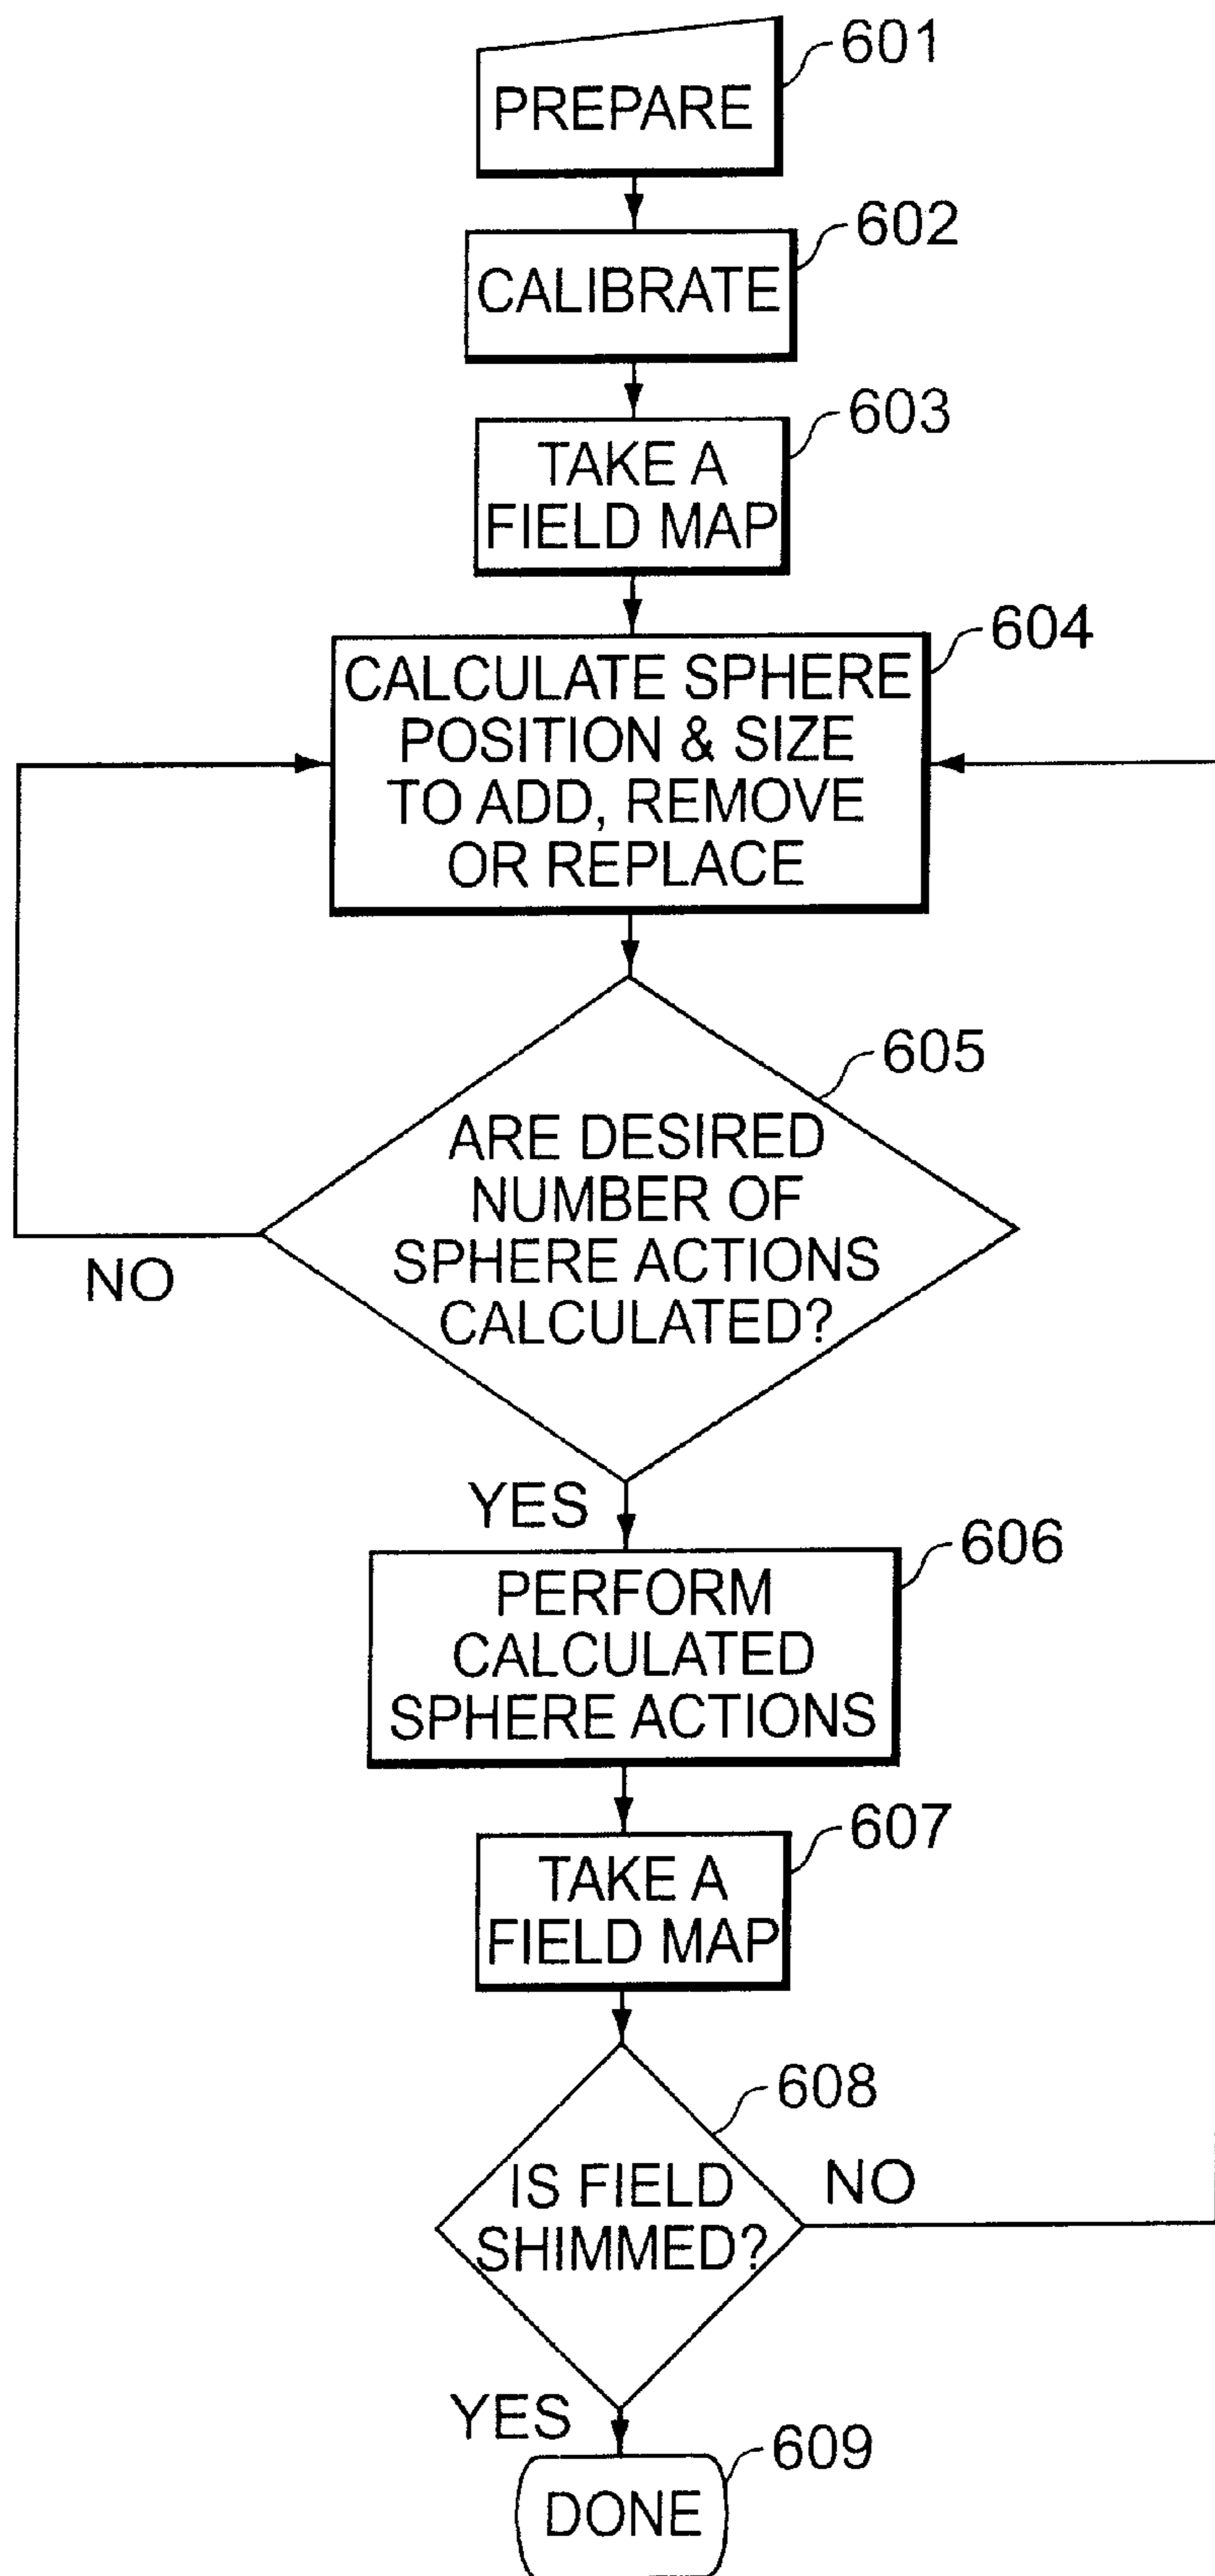 601
PREPARE
602
CALIBRATE
603
TAKE A
FIELD MAP
604
CALCULATE SPHERE
POSITION & SIZE
TO ADD, REMOVE
OR REPLACE
605
ARE DESIRED
NUMBER OF
SPHERE ACTIONS
CALCULATED?
NO
YES
606
PERFORM
CALCULATED
SPHERE ACTIONS
607
TAKE A
FIELD MAP
608
IS FIELD
SHIMMED?
NO
YES
609
DONE